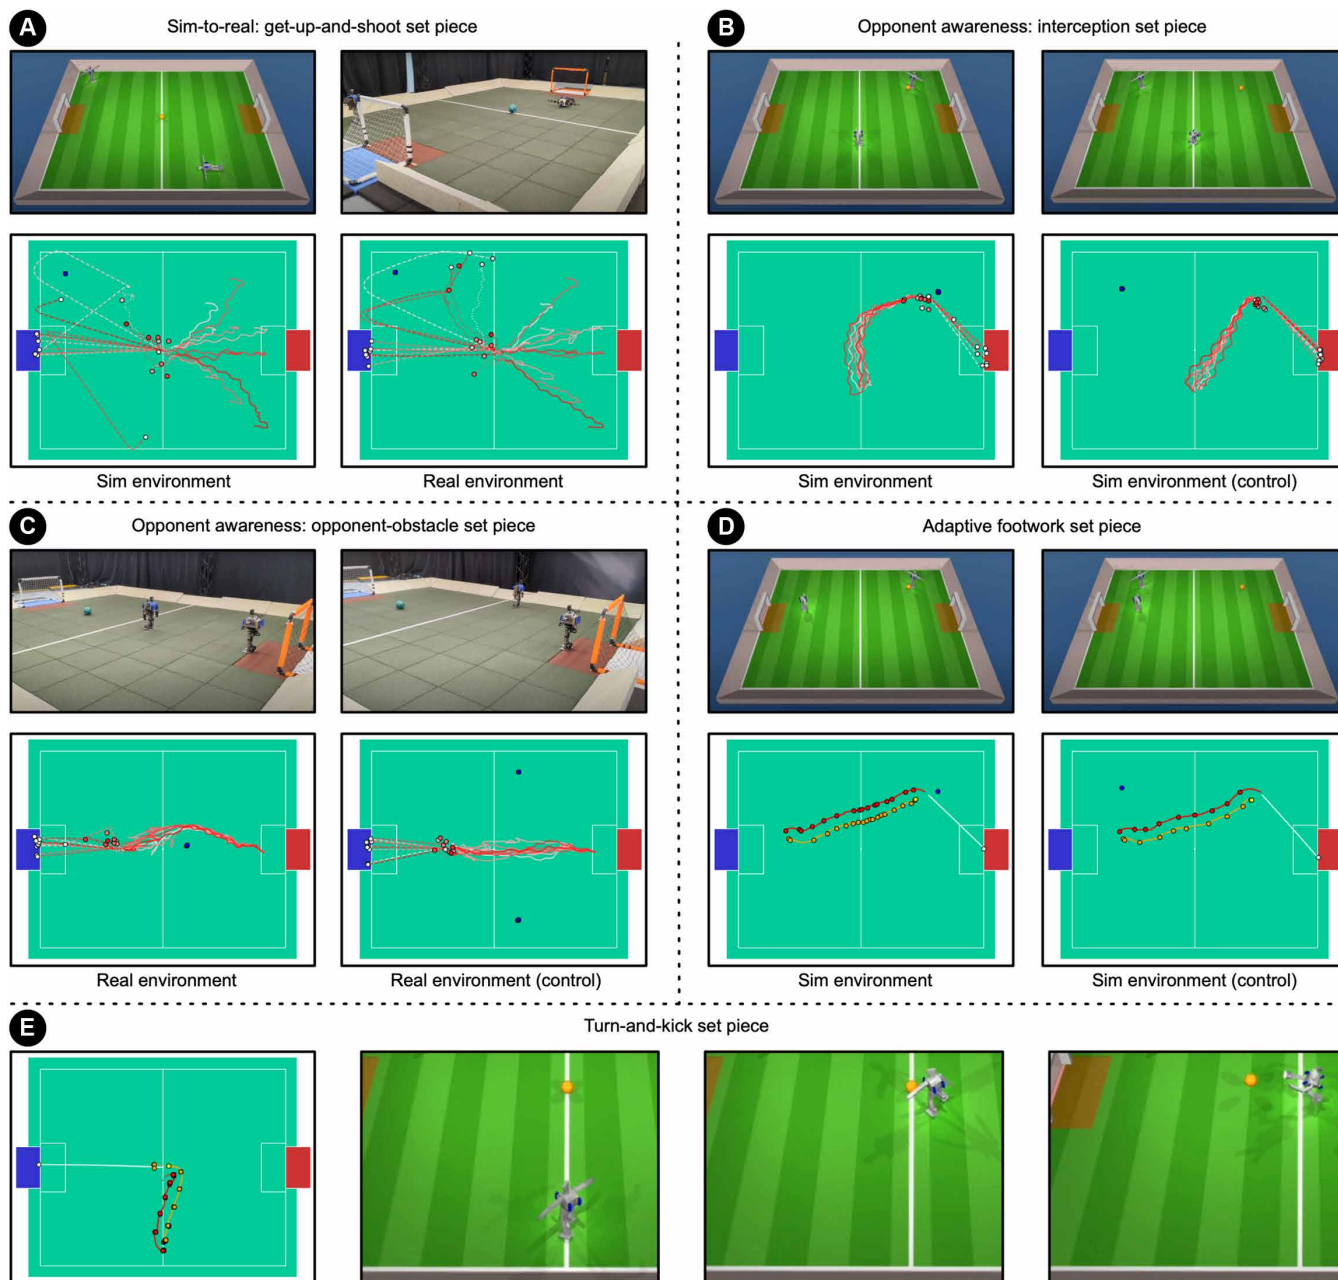 A
Sim-to-real: get-up-and-shoot set piece
B
Opponent awareness: interception set piece
Sim environment
Real environment
Sim environment
Sim environment (control)
C
Opponent awareness: opponent-obstacle set piece
D
Adaptive footwork set piece
Real environment
Real environment (control)
Sim environment
Sim environment (control)
E
Turn-and-kick set piece